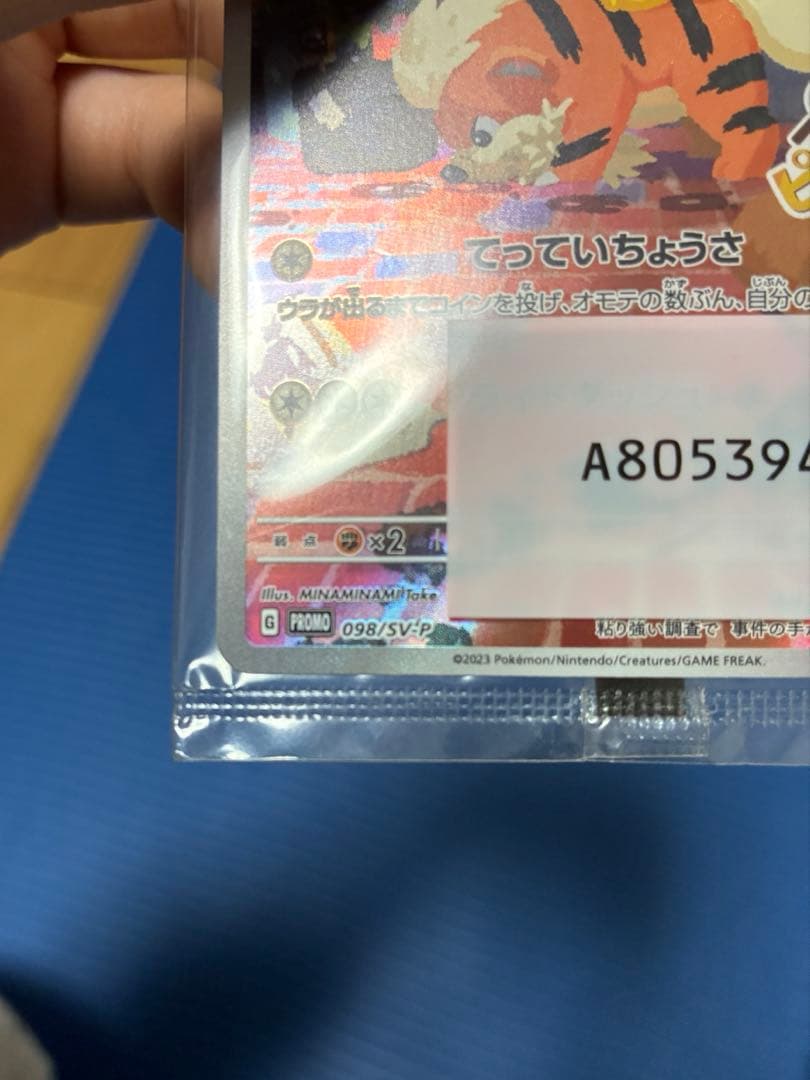 ピ
てっていちょうさ
ウラが出るまでコインを投げ、オモテの数ぶん、自分の
A805394
弱点 ×2
Illus. MINAMINAMI Take
G PROMO 098/SV-P
粘り強い調査で 事件の手が
©2023 Pokémon/Nintendo/Creatures/GAME FREAK.